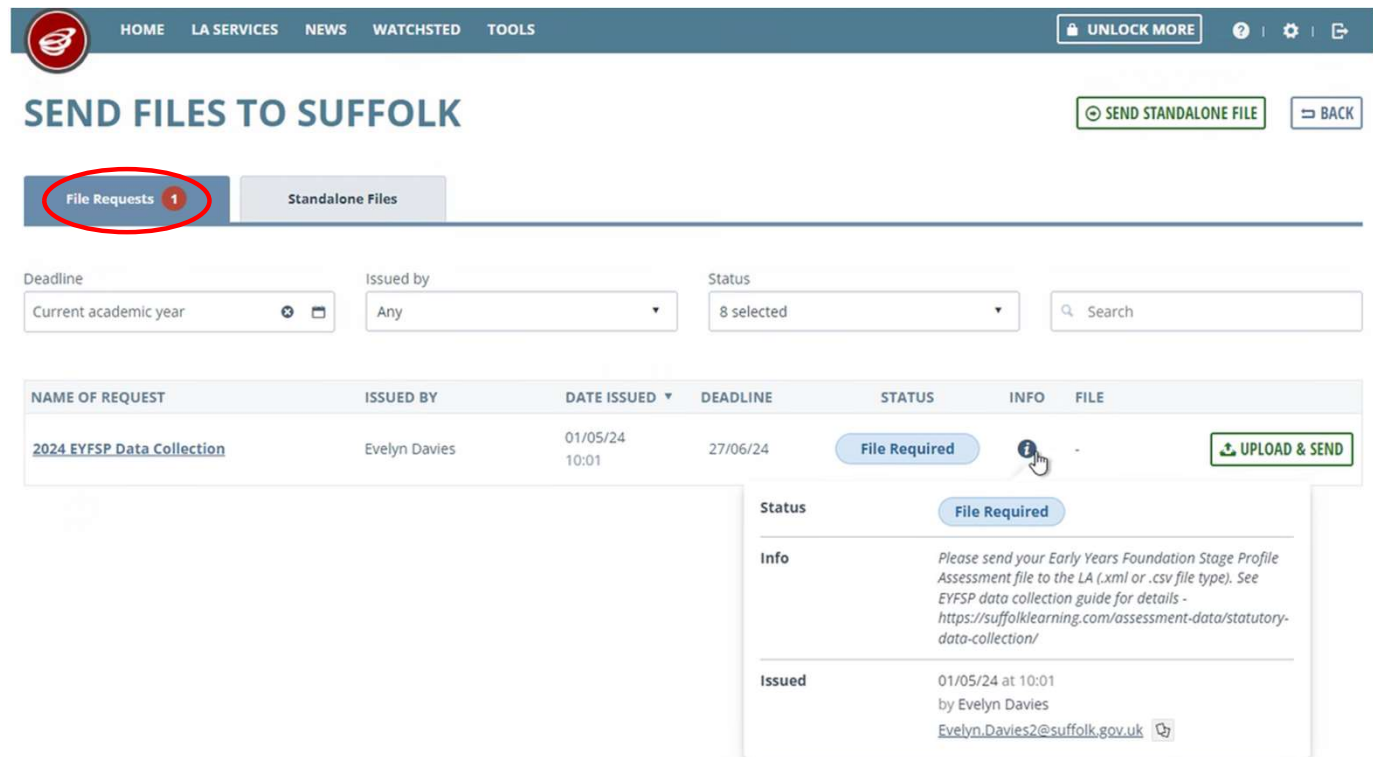 HOME LA SERVICES NEWS WATCHSTED TOOLS UNLOCK MORE
SEND FILES TO SUFFOLK
SEND STANDALONE FILE BACK
File Requests 1 Standalone Files
Deadline Issued by Status
Current academic year Any 8 selected Search
NAME OF REQUEST ISSUED BY DATE ISSUED DEADLINE STATUS INFO FILE
2024 EYFSP Data Collection Evelyn Davies 01/05/24 27/06/24 File Required - UPLOAD & SEND
10:01
Status File Required
Info Please send your Early Years Foundation Stage Profile
Assessment file to the LA (.xml or .csv file type). See
EYFSP data collection guide for details -
https://suffolklearning.com/assessment-data/statutory-
data-collection/
Issued 01/05/24 at 10:01
by Evelyn Davies
Evelyn.Davies2@suffolk.gov.uk